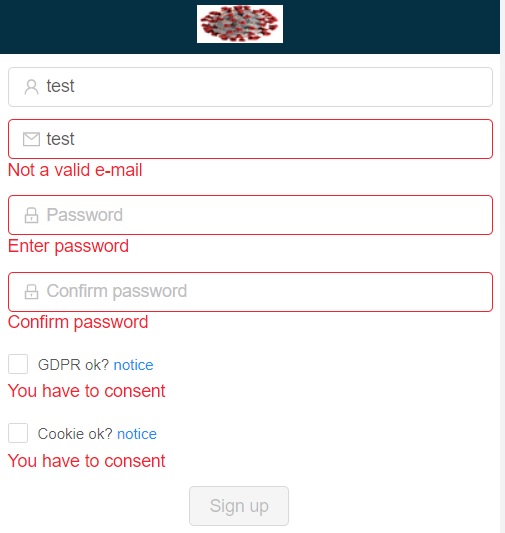 test
test
Not a valid e-mail
Password
Enter password
Confirm password
Confirm password
GDPR ok? notice
You have to consent
Cookie ok? notice
You have to consent
Sign up